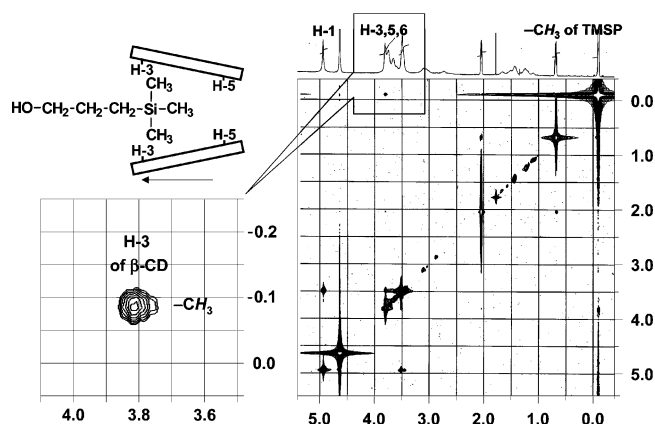 H-1
H-3,5,6
–CH3 of TMSP
H-3
CH3
H-5
HO–CH2–CH2–CH2–Si–CH3
CH3
H-3
H-5
H-3
of β-CD
–CH3
-0.2
-0.1
0.0
4.0 3.8 3.6
0.0
1.0
2.0
3.0
4.0
5.0
5.0 4.0 3.0 2.0 1.0 0.0